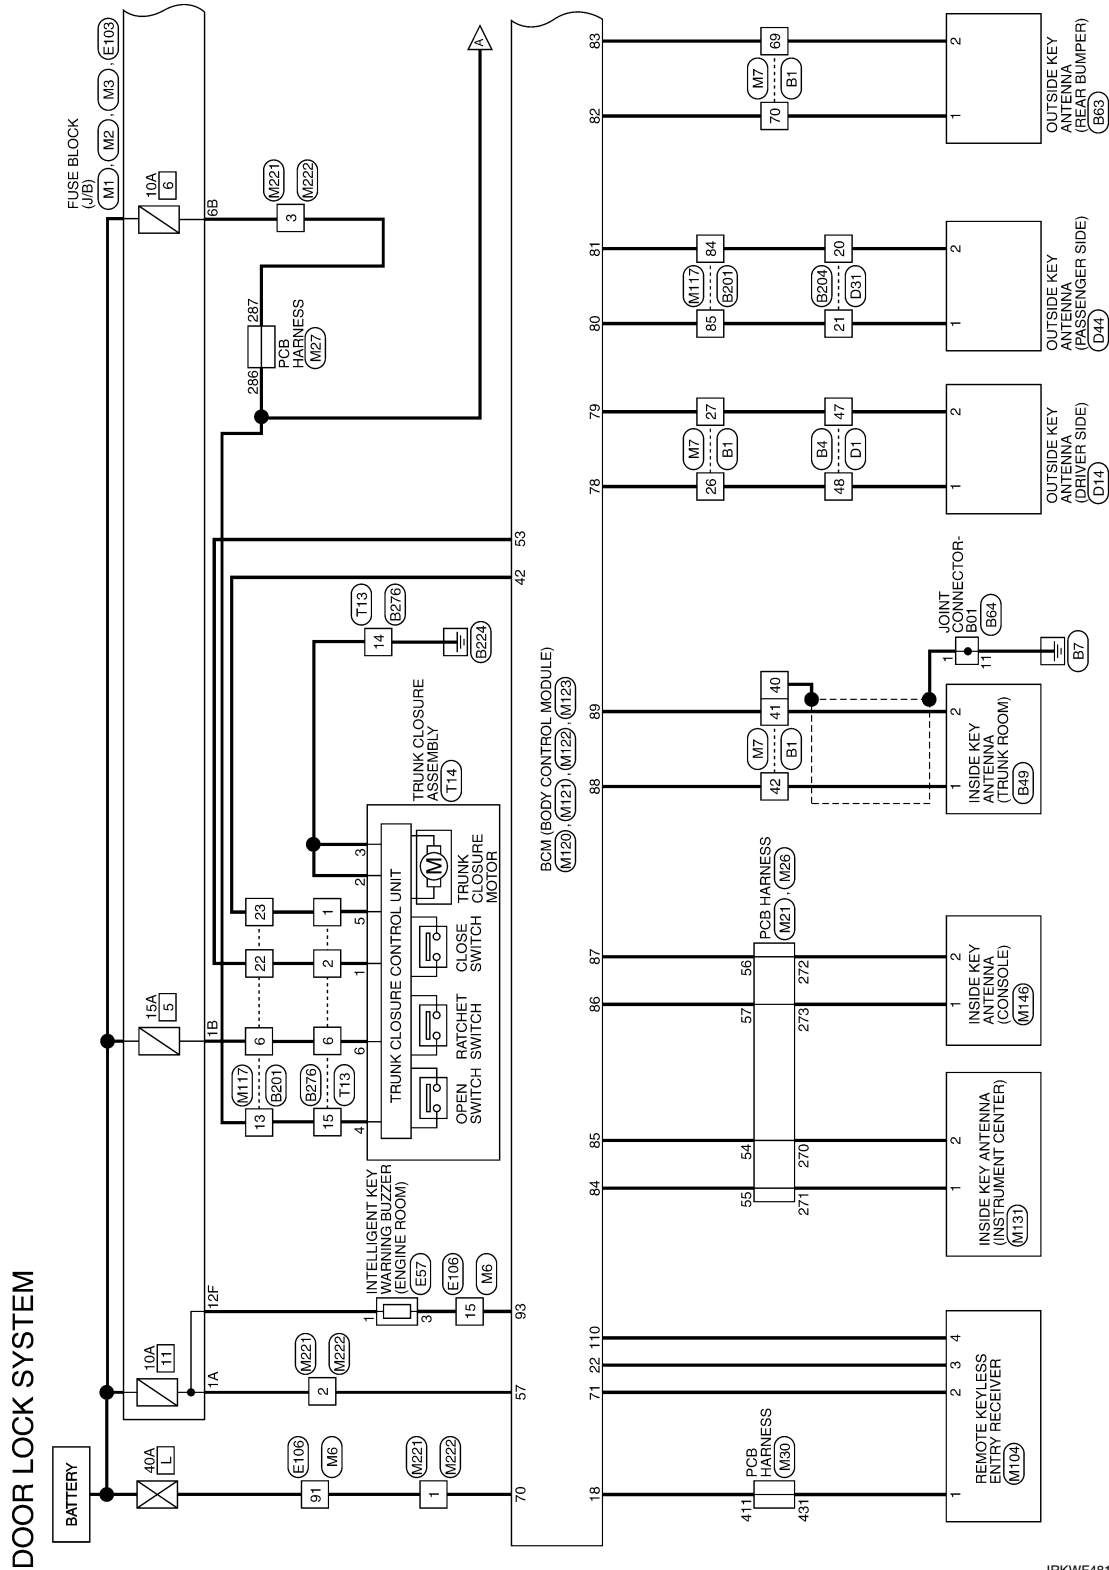 DOOR LOCK SYSTEM
BATTERY
40A
L
E106
M6
91
M221
M222
1
70
10A
11
1A
12F
M221
M222
2
57
INTELLIGENT KEY
WARNING BUZZER
(ENGINE ROOM)
E57
1
3
E106
M6
15
93
15A
5
1B
FUSE BLOCK
(J/B)
M1 , M2 , M3 , E103
10A
6
6B
M221
M222
3
287
286
PCB
HARNESS
M27
A
M117
B201
13
6
22
23
B276
T13
15
6
2
1
4
6
1
5
2
3
TRUNK CLOSURE CONTROL UNIT
OPEN
SWITCH
RATCHET
SWITCH
CLOSE
SWITCH
M
TRUNK
CLOSURE
MOTOR
TRUNK CLOSURE
ASSEMBLY
T14
T13
B276
14
B224
42
53
BCM (BODY CONTROL MODULE)
M120 , M121 , M122 , M123
18
71
22
110
84
85
86
87
88
89
78
79
80
81
82
83
411
431
PCB
HARNESS
M30
1
2
3
4
REMOTE KEYLESS
ENTRY RECEIVER
M104
55
54
57
56
271
270
273
272
PCB HARNESS
M21 , M26
1
2
INSIDE KEY ANTENNA
(INSTRUMENT CENTER)
M131
1
2
INSIDE KEY
ANTENNA
(CONSOLE)
M146
42
41
40
M7
B1
1
2
INSIDE KEY
ANTENNA
(TRUNK ROOM)
B49
JOINT
CONNECTOR-
B01
B64
1
11
B7
26
27
M7
B1
48
47
B4
D1
1
2
OUTSIDE KEY
ANTENNA
(DRIVER SIDE)
D14
85
84
M117
B201
21
20
B204
D31
1
2
OUTSIDE KEY
ANTENNA
(PASSENGER SIDE)
D44
70
69
M7
B1
1
2
OUTSIDE KEY
ANTENNA
(REAR BUMPER)
B63